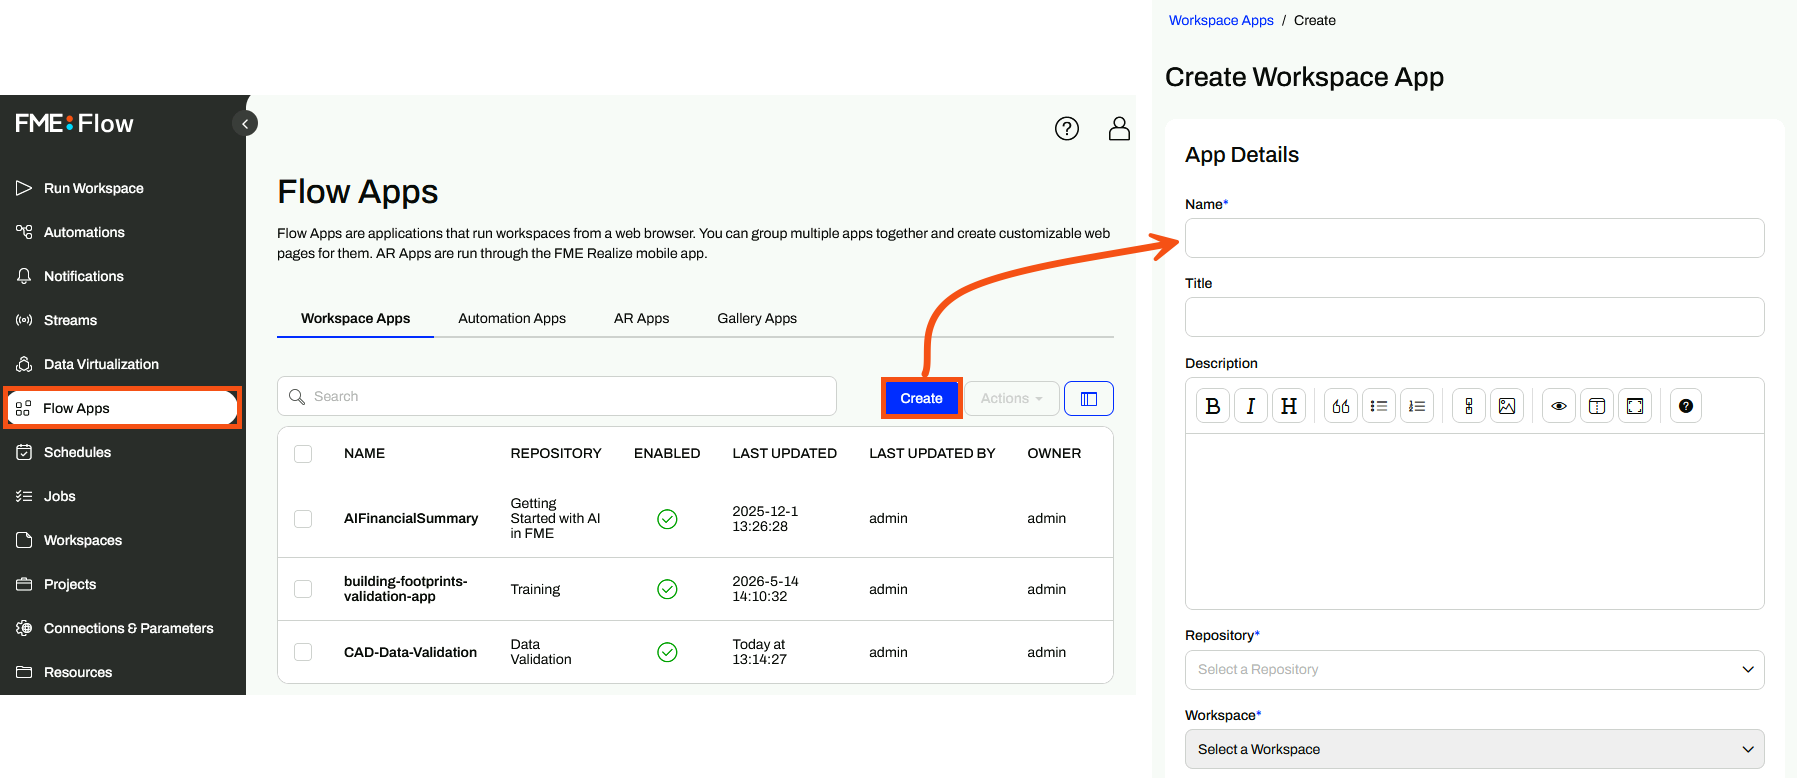 FME:Flow
Run Workspace
Automations
Notifications
Streams
Data Virtualization
Flow Apps
Schedules
Jobs
Workspaces
Projects
Connections & Parameters
Resources
Flow Apps
Flow Apps are applications that run workspaces from a web browser. You can group multiple apps together and create customizable web
pages for them. AR Apps are run through the FME Realize mobile app.
Workspace Apps Automation Apps AR Apps Gallery Apps
Search
Create
Actions
NAME REPOSITORY ENABLED LAST UPDATED LAST UPDATED BY OWNER
AIFinancialSummary
Getting
Started with AI
in FME
2025-12-1
13:26:28
admin
admin
building-footprints-
validation-app
Training
2026-5-14
14:10:32
admin
admin
CAD-Data-Validation
Data
Validation
Today at
13:14:27
admin
admin
Workspace Apps / Create
Create Workspace App
App Details
Name*
Title
Description
B I H
Repository*
Select a Repository
Workspace*
Select a Workspace